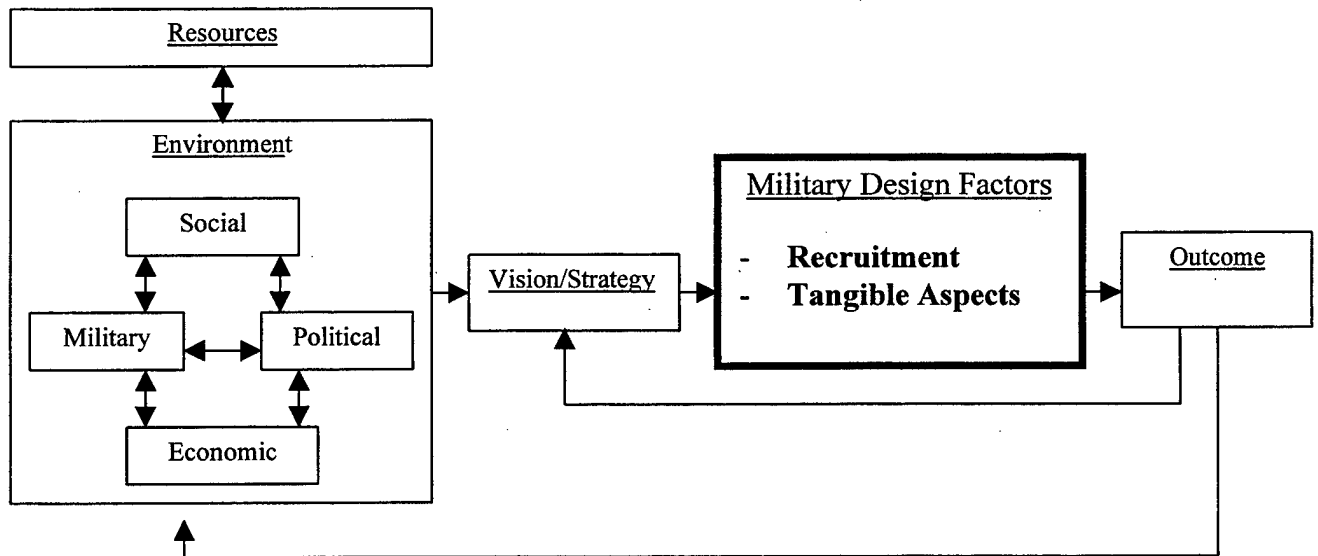 Resources
Environment
Social
Military
Political
Economic
Vision/Strategy
Military Design Factors
- Recruitment
- Tangible Aspects
Outcome